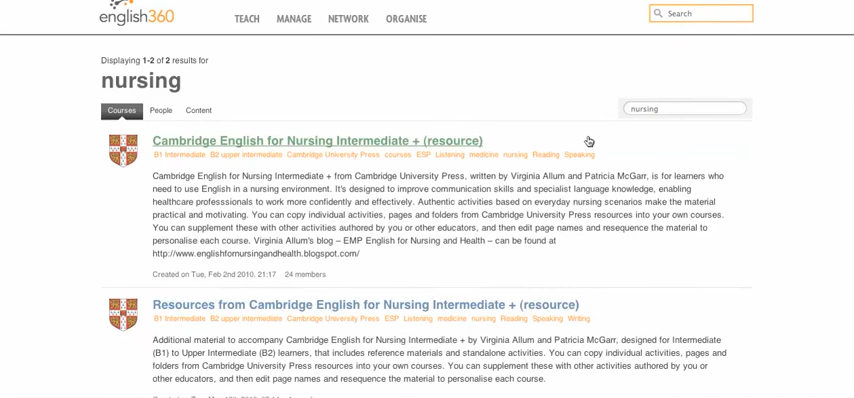 english360
TEACH MANAGE NETWORK ORGANISE
Search
Displaying 1-2 of 2 results for
nursing
Courses People Content
nursing
Cambridge English for Nursing Intermediate + (resource)
B1 Intermediate B2 upper intermediate Cambridge University Press courses ESP Listening medicine nursing Reading Speaking
Cambridge English for Nursing Intermediate + from Cambridge University Press, written by Virginia Allum and Patricia McGarr, is for learners who
need to use English in a nursing environment. It's designed to improve communication skills and specialist language knowledge, enabling
healthcare professsionals to work more confidently and effectively. Authentic activities based on everyday nursing scenarios make the material
practical and motivating. You can copy individual activities, pages and folders from Cambridge University Press resources into your own courses.
You can supplement these with other activities authored by you or other educators, and then edit page names and resequence the material to
personalise each course. Virginia Allum's blog – EMP English for Nursing and Health – can be found at
http://www.englishfornursingandhealth.blogspot.com/
Created on Tue, Feb 2nd 2010, 21:17 24 members
Resources from Cambridge English for Nursing Intermediate + (resource)
B1 Intermediate B2 upper intermediate Cambridge University Press ESP Listening medicine nursing Reading Speaking Writing
Additional material to accompany Cambridge English for Nursing Intermediate + by Virginia Allum and Patricia McGarr, designed for Intermediate
(B1) to Upper Intermediate (B2) learners, that includes reference materials and standalone activities. You can copy individual activities, pages and
folders from Cambridge University Press resources into your own courses. You can supplement these with other activities authored by you or
other educators, and then edit page names and resequence the material to personalise each course.